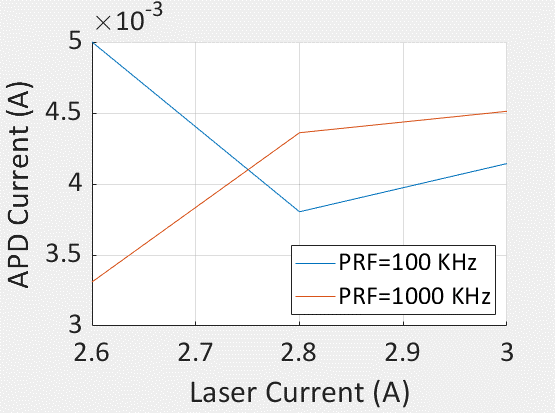 ×10⁻³
5
4.5
4
3.5
3
APD Current (A)
PRF=100 KHz
PRF=1000 KHz
2.6 2.7 2.8 2.9 3
Laser Current (A)